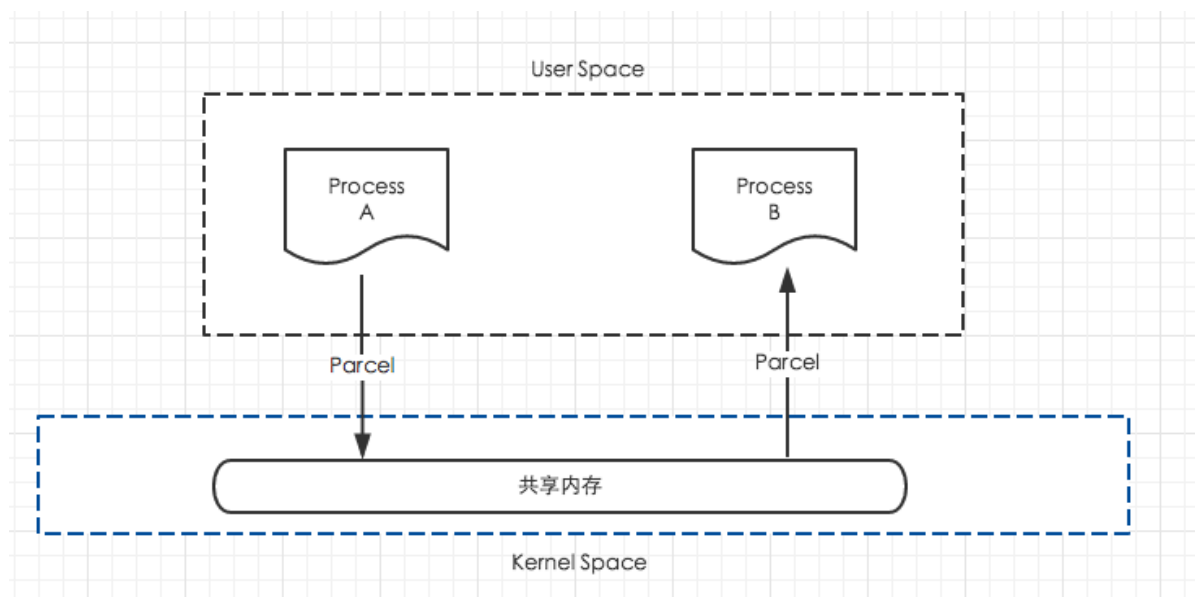 User Space
Process
A
Process
B
Parcel
Parcel
共享内存
Kernel Space